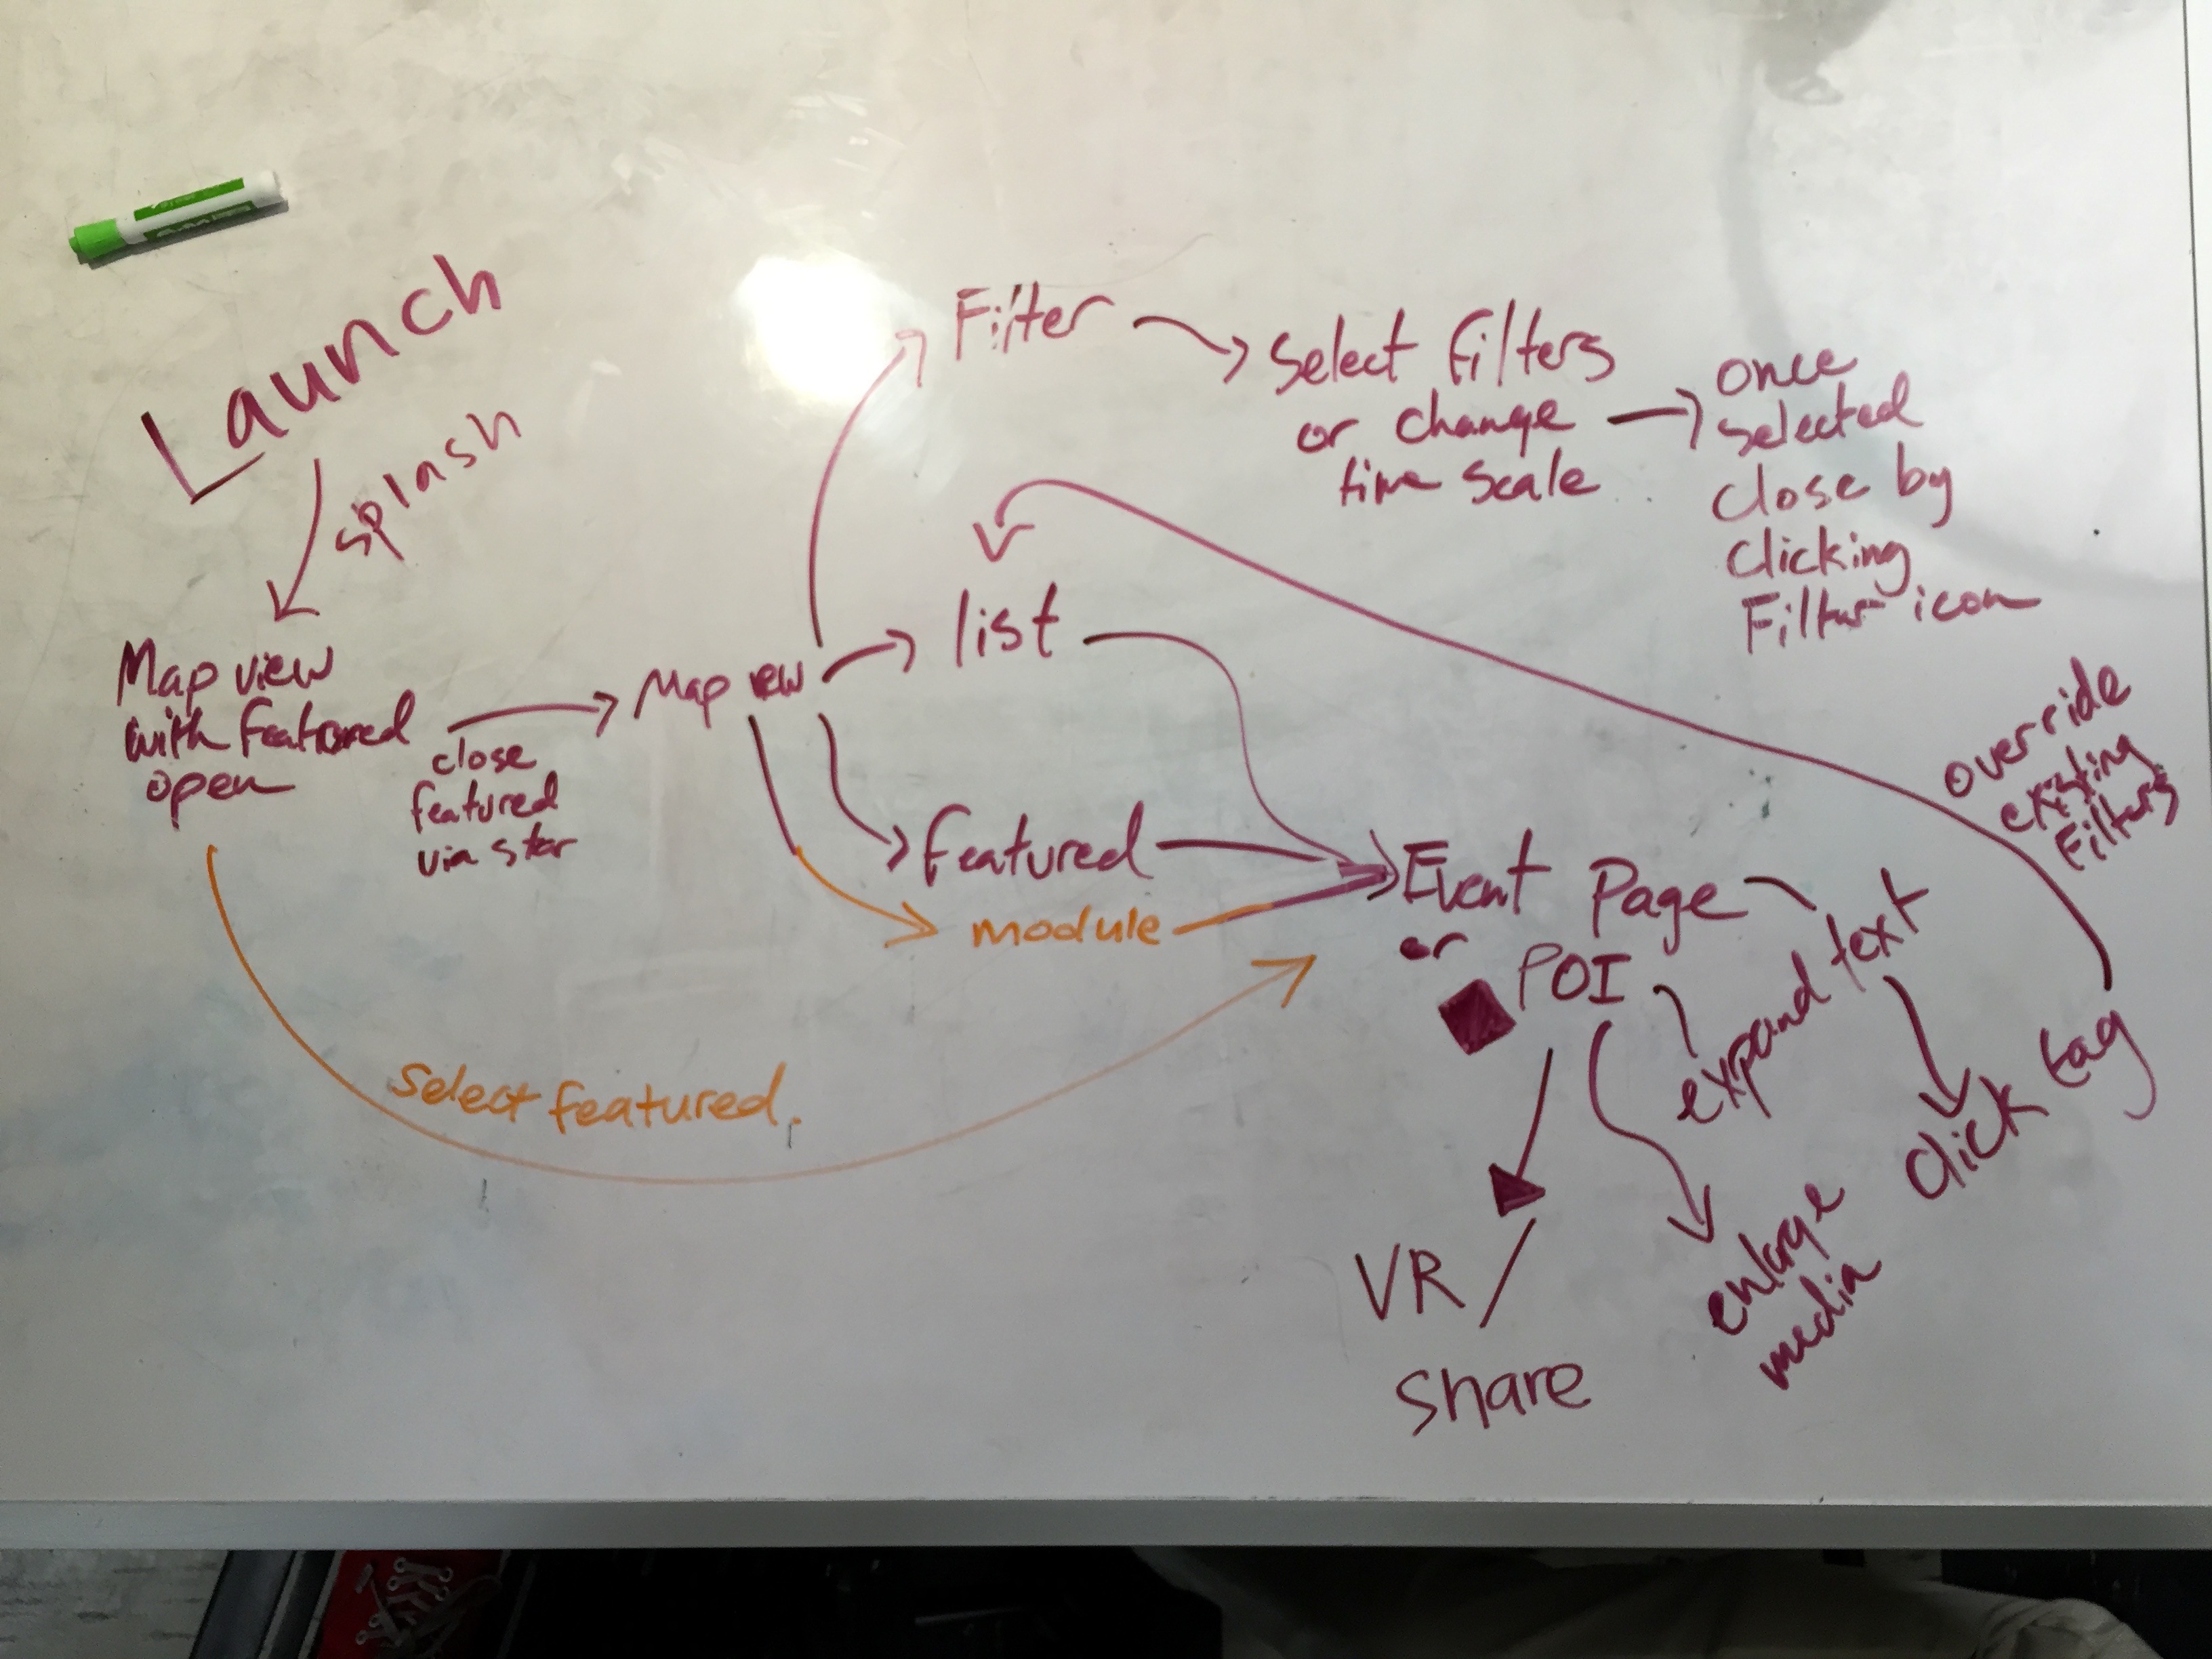 Launch
splash
Map view
with featured
open
close
featured
via star
Map view
Filter
select filters
or change
time scale
once
selected
close by
clicking
Filter icon
list
featured
module
select featured.
Event Page
or
POI
expand text
click tag
override
existing
Filters
enlarge
media
VR /
Share